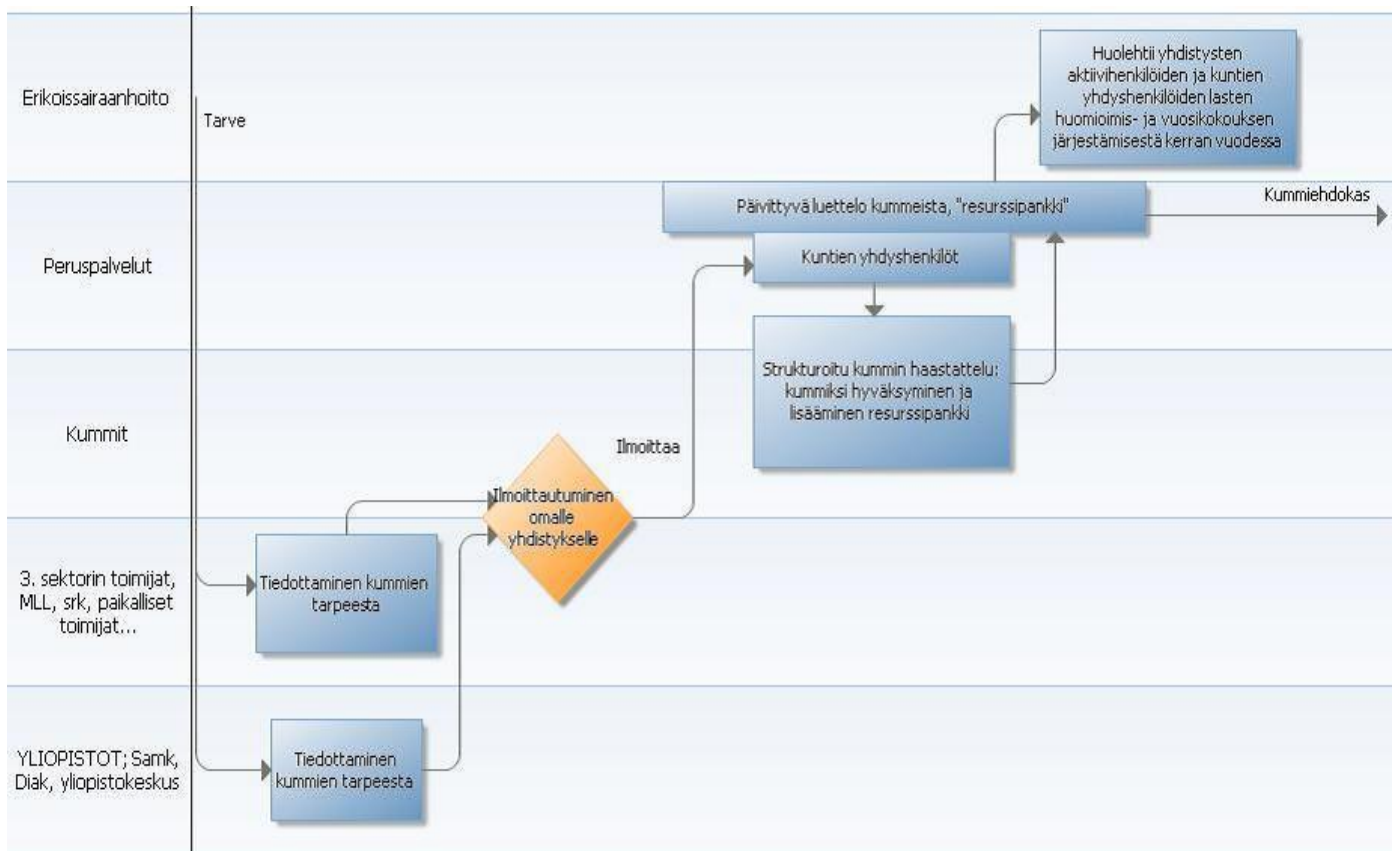 Erikoissairaanhoito
Tarve
Huolehtii yhdistysten
aktiivihenkilöiden ja kuntien
yhdyshenkilöiden lasten
huomioimis- ja vuosikokouksen
järjestämisestä kerran vuodessa
Peruspalvelut
Päivittyvä luettelo kummeista, "resurssipankki"
Kummiehdokas
Kuntien yhdyshenkilöt
Strukturoitu kummin haastattelu:
kummiksi hyväksyminen ja
lisääminen resurssipankki
Kummit
Ilmoittaa
Ilmoittautuminen
omalle
yhdistykselle
3. sektorin toimijat,
MLL, srk, paikalliset
toimijat...
Tiedottaminen kummien
tarpeesta
YLIOPISTOT; Samk,
Diak, yliopistokeskus
Tiedottaminen
kummien tarpeesta